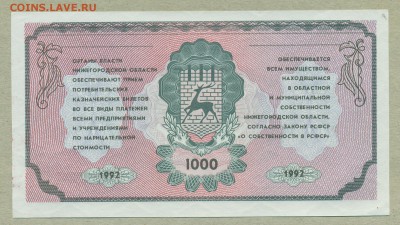 COINS.LAVE.RU
ОРГАНЫ ВЛАСТИ
НИЖЕГОРОДСКОЙ ОБЛАСТИ
ОБЕСПЕЧИВАЮТ ПРИЕМ
ПОТРЕБИТЕЛЬСКИХ
КАЗНАЧЕЙСКИХ БИЛЕТОВ
ВО ВСЕ ВИДЫ ПЛАТЕЖЕЙ
ВСЕМИ ПРЕДПРИЯТИЯМИ
И УЧРЕЖДЕНИЯМИ
ПО НАРИЦАТЕЛЬНОЙ
СТОИМОСТИ
1992
1000
ОБЕСПЕЧИВАЕТСЯ
ВСЕМ ИМУЩЕСТВОМ,
НАХОДЯЩИМСЯ
В ОБЛАСТНОЙ
И МУНИЦИПАЛЬНОЙ
СОБСТВЕННОСТИ
НИЖЕГОРОДСКОЙ ОБЛАСТИ,
СОГЛАСНО ЗАКОНУ РСФСР
"О СОБСТВЕННОСТИ В РСФСР"
1992